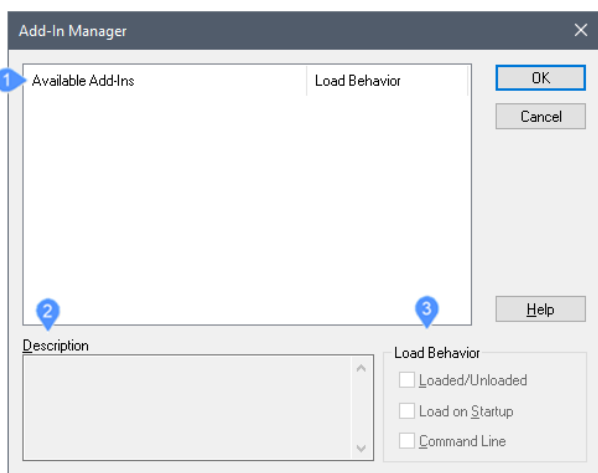 Add-In Manager
1
Available Add-Ins
Load Behavior
OK
Cancel
2
3
Help
Description
Load Behavior
Loaded/Unloaded
Load on Startup
Command Line